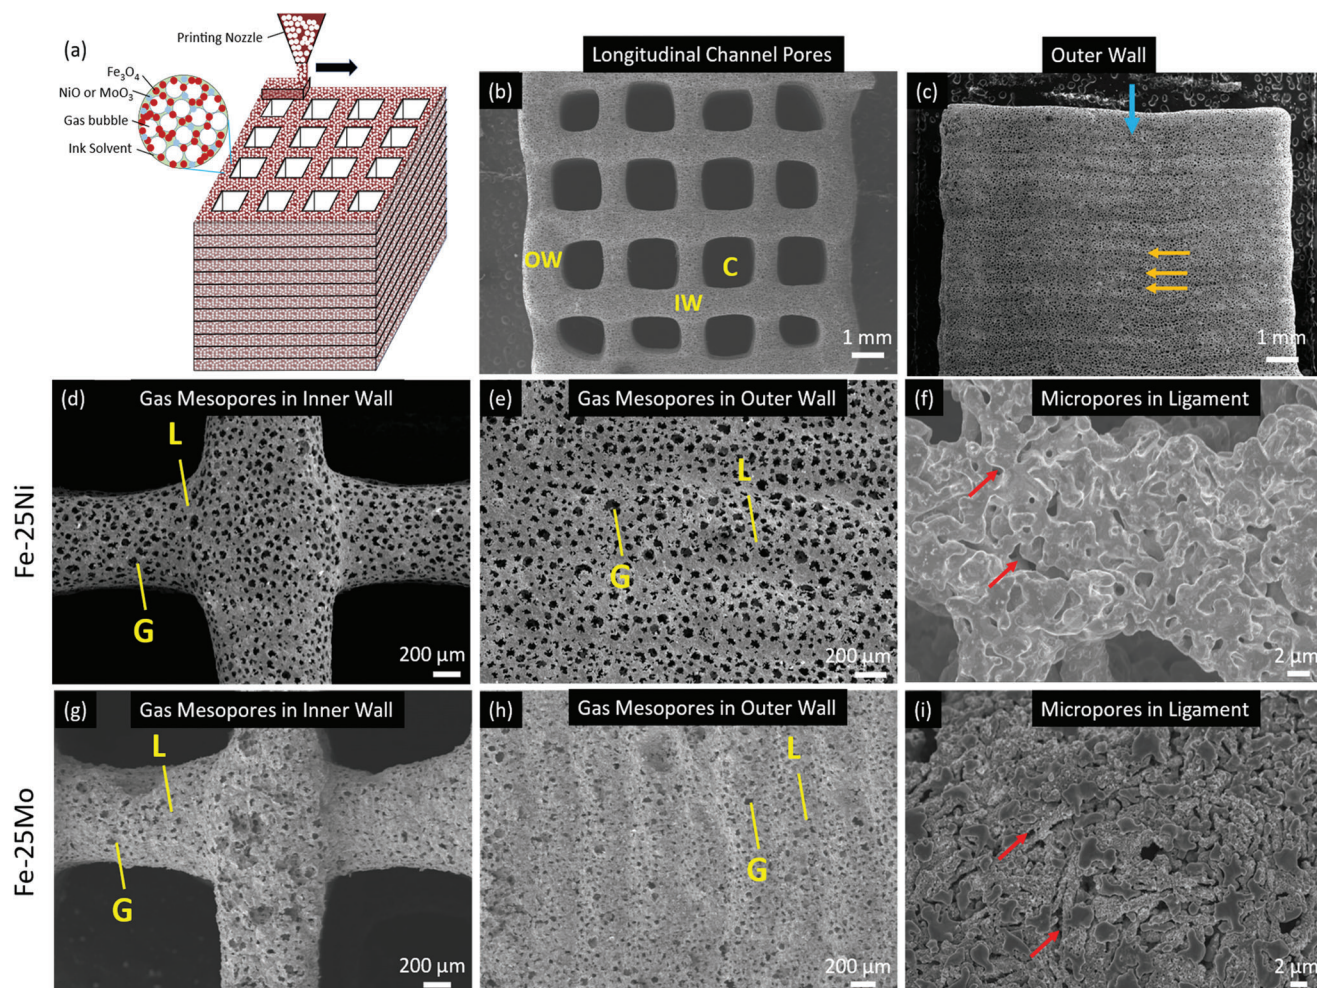 (a)
Printing Nozzle
Fe₃O₄
NiO or MoO₃
Gas bubble
Ink Solvent
Longitudinal Channel Pores
(b)
OW
C
IW
1 mm
Outer Wall
(c)
1 mm
Fe-25Ni
(d)
Gas Mesopores in Inner Wall
L
G
200 μm
(e)
Gas Mesopores in Outer Wall
L
G
200 μm
(f)
Micropores in Ligament
2 μm
Fe-25Mo
(g)
Gas Mesopores in Inner Wall
L
G
200 μm
(h)
Gas Mesopores in Outer Wall
L
G
200 μm
(i)
Micropores in Ligament
2 μm